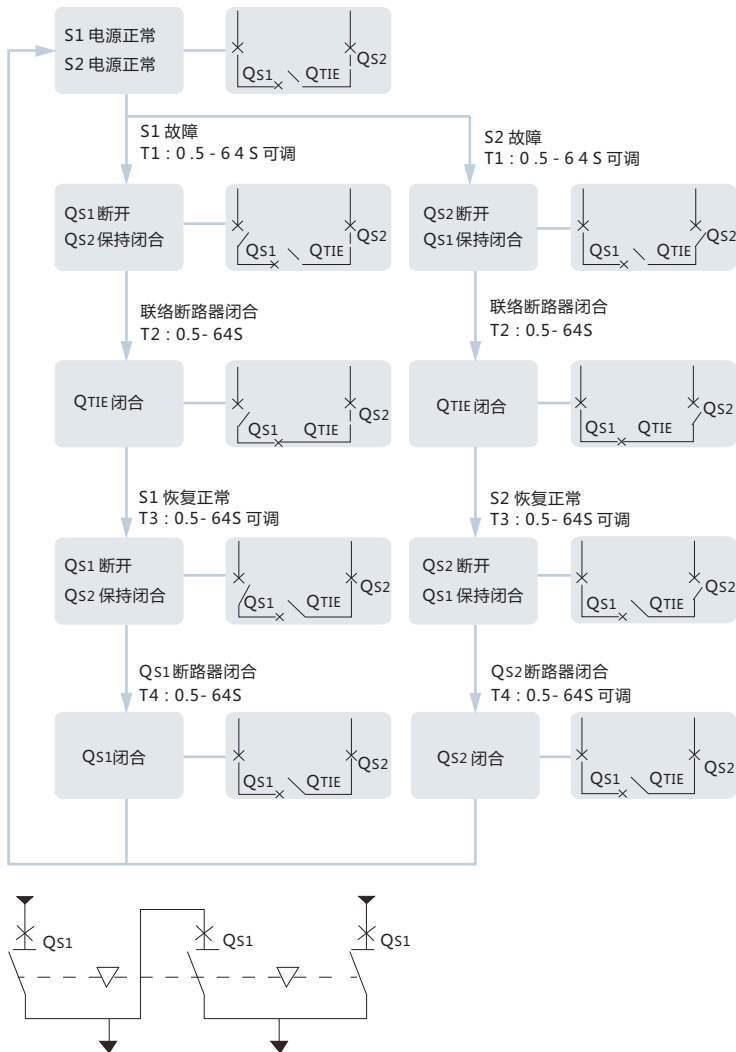 S1 电源正常
S2 电源正常
QS1
QTIE
QS2
S1 故障
T1 : 0 .5 - 6 4 S 可调
S2 故障
T1 : 0 .5 - 6 4 S 可调
QS1 断开
QS2 保持闭合
QS1
QTIE
QS2
QS2 断开
QS1 保持闭合
QS1
QTIE
QS2
联络断路器闭合
T2 : 0.5- 64S
联络断路器闭合
T2 : 0.5- 64S
QTIE 闭合
QS1
QTIE
QS2
QTIE 闭合
QS1
QTIE
QS2
S1 恢复正常
T3 : 0.5- 64S 可调
S2 恢复正常
T3 : 0.5- 64S 可调
QS1 断开
QS2 保持闭合
QS1
QTIE
QS2
QS2 断开
QS1 保持闭合
QS1
QTIE
QS2
QS1 断路器闭合
T4 : 0.5- 64S
QS2 断路器闭合
T4 : 0.5- 64S 可调
QS1闭合
QS1
QTIE
QS2
QS2 闭合
QS1
QTIE
QS2
QS1
QS1
QS1